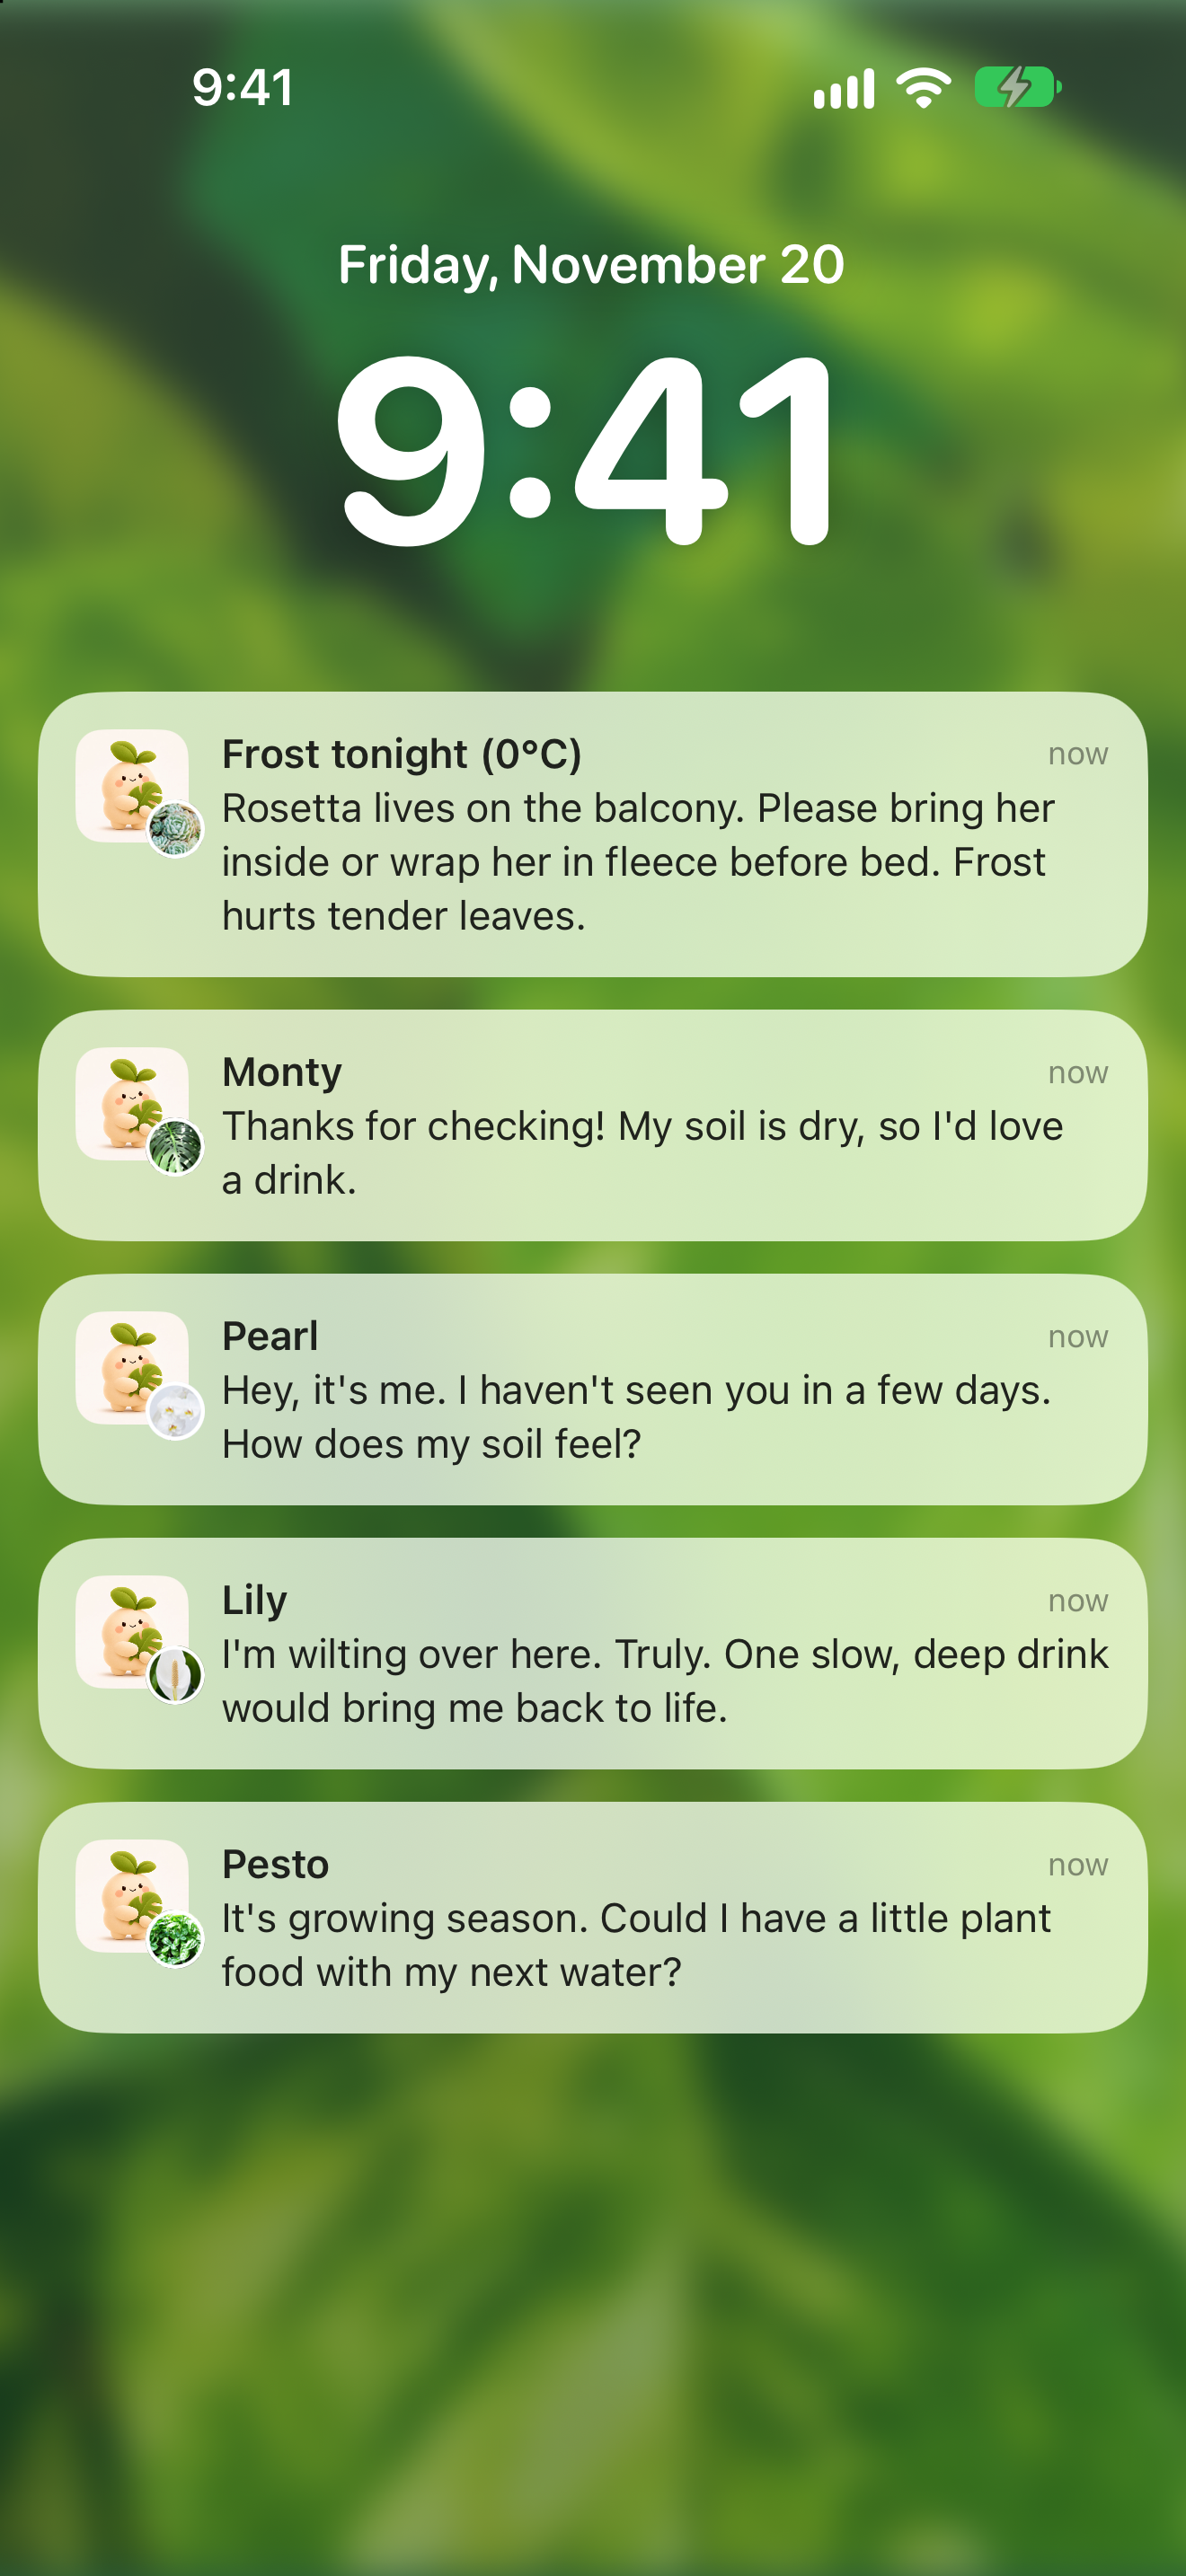 9:41
Friday, November 20
9:41
Frost tonight (0°C)
now
Rosetta lives on the balcony. Please bring her
inside or wrap her in fleece before bed. Frost
hurts tender leaves.
Monty
now
Thanks for checking! My soil is dry, so I'd love
a drink.
Pearl
now
Hey, it's me. I haven't seen you in a few days.
How does my soil feel?
Lily
now
I'm wilting over here. Truly. One slow, deep drink
would bring me back to life.
Pesto
now
It's growing season. Could I have a little plant
food with my next water?